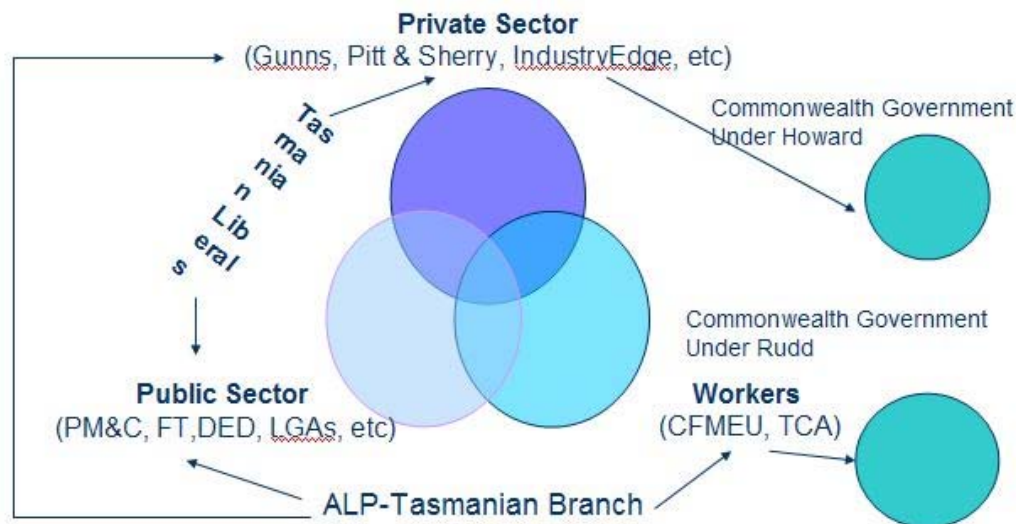 Private Sector
(Gunns, Pitt & Sherry, IndustryEdge, etc)
Commonwealth Government
Under Howard
Tas
ma
nia
n
Lib
eral
s
Commonwealth Government
Under Rudd
Public Sector
(PM&C, FT,DED, LGAs, etc)
Workers
(CFMEU, TCA)
ALP-Tasmanian Branch